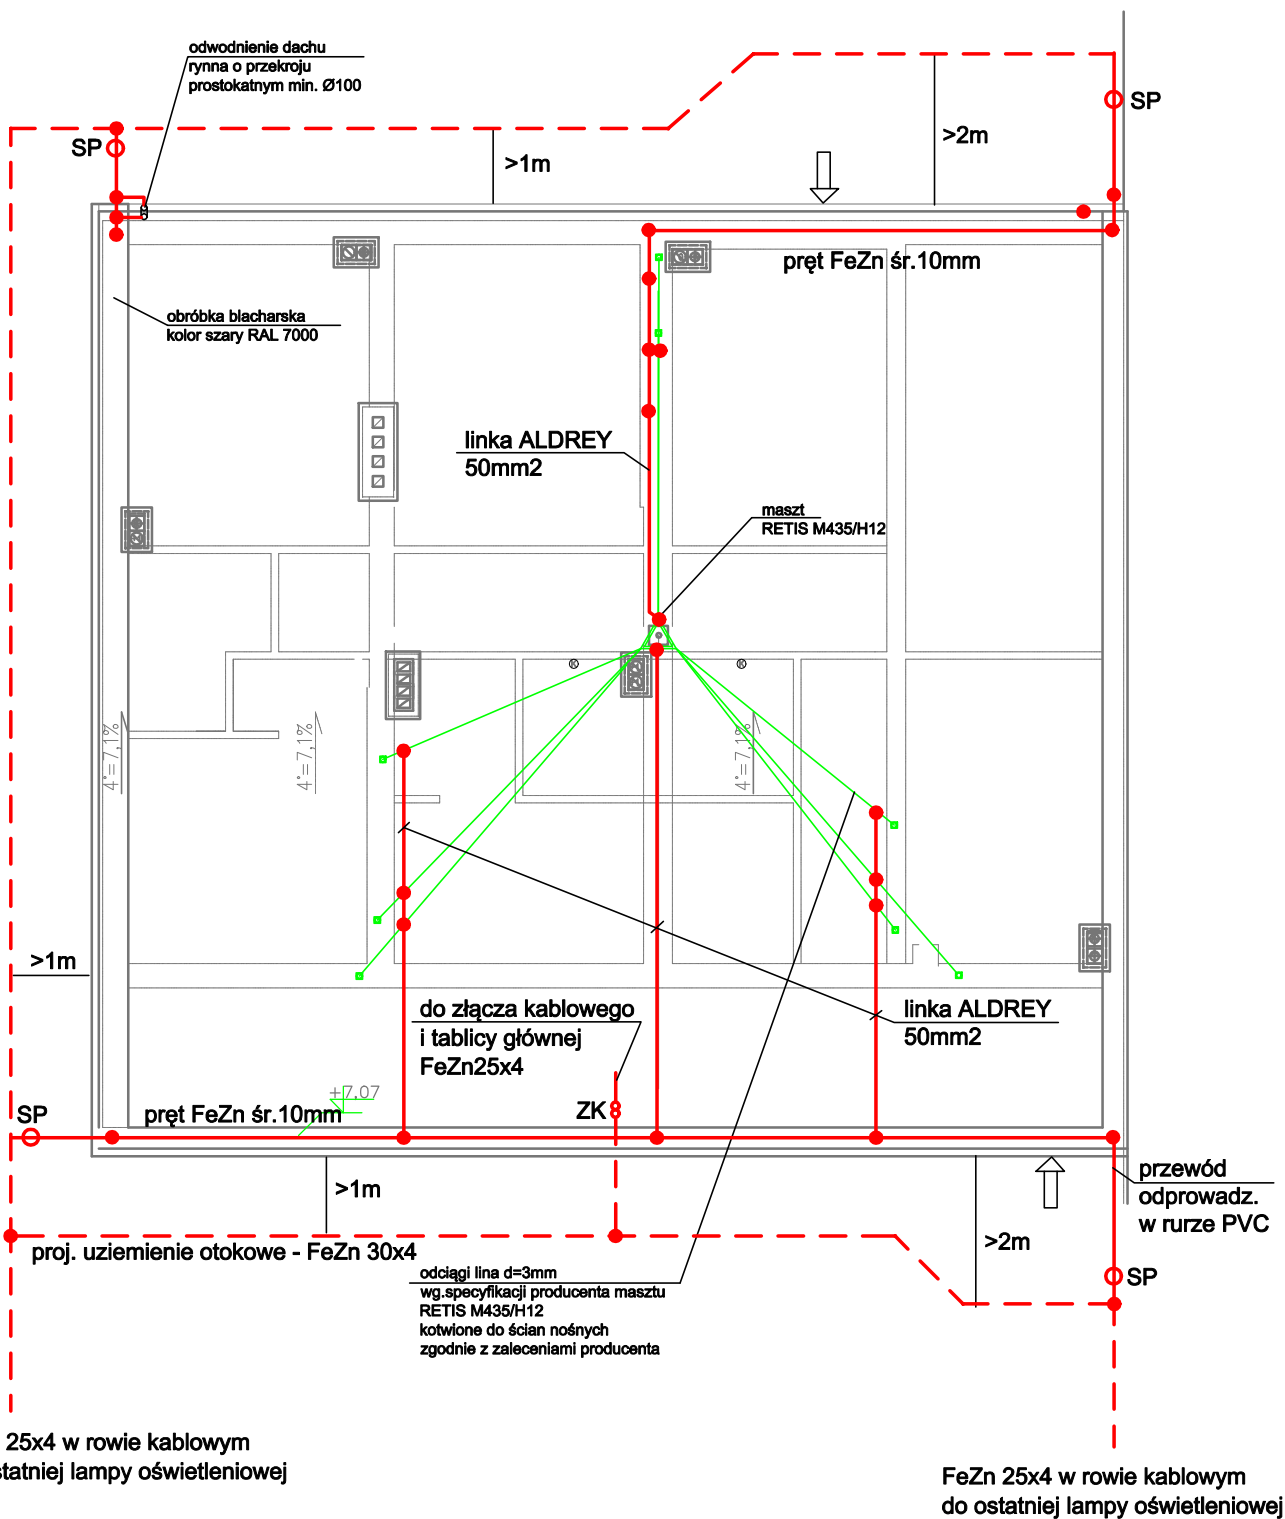 odwodnienie dachu
rynna o przekroju
prostokatnym min. Ø100
SP
SP
>2m
>1m
pręt FeZn śr.10mm
obróbka blacharska
kolor szary RAL 7000
linka ALDREY
50mm2
maszt
RETIS M435/H12
4°=7,1%
4°=7,1%
4°=7,1%
>1m
do złącza kablowego
i tablicy głównej
FeZn25x4
linka ALDREY
50mm2
+7.07
ZK
SP
pręt FeZn śr.10mm
przewód
odprowadz.
w rurze PVC
>1m
>2m
proj. uziemienie otokowe - FeZn 30x4
SP
odciągi lina d=3mm
wg.specyfikacji producenta masztu
RETIS M435/H12
kotwione do ścian nośnych
zgodnie z zaleceniami producenta
25x4 w rowie kablowym
statniej lampy oświetleniowej
FeZn 25x4 w rowie kablowym
do ostatniej lampy oświetleniowej